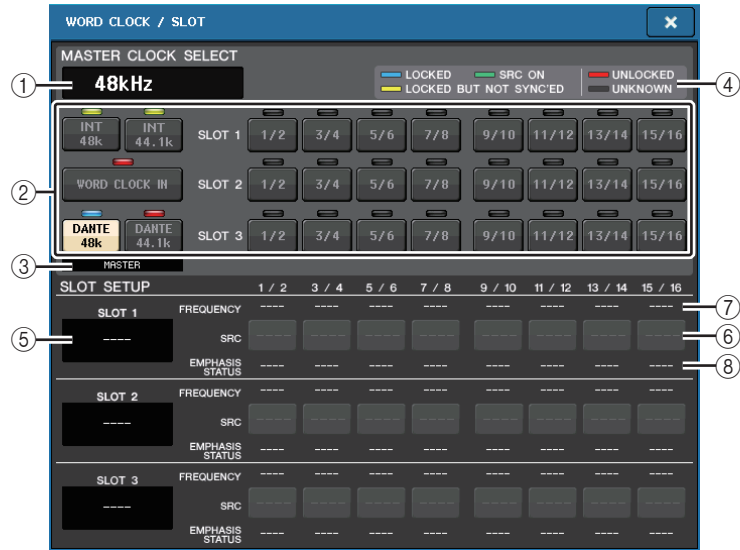 WORD CLOCK / SLOT ×
MASTER CLOCK SELECT
① 48kHz LOCKED SRC ON UNLOCKED ④
LOCKED BUT NOT SYNC'ED UNKNOWN
② INT 48k INT 44.1k SLOT 1 1/2 3/4 5/6 7/8 9/10 11/12 13/14 15/16
WORD CLOCK IN SLOT 2 1/2 3/4 5/6 7/8 9/10 11/12 13/14 15/16
DANTE 48k DANTE 44.1k SLOT 3 1/2 3/4 5/6 7/8 9/10 11/12 13/14 15/16
③ MASTER
SLOT SETUP 1 / 2 3 / 4 5 / 6 7 / 8 9 / 10 11 / 12 13 / 14 15 / 16
SLOT 1 FREQUENCY ---- ---- ---- ---- ---- ---- ---- ---- ⑦
⑤ ---- SRC ---- ---- ---- ---- ---- ---- ---- ---- ⑥
EMPHASIS STATUS ---- ---- ---- ---- ---- ---- ---- ---- ⑧
SLOT 2 FREQUENCY ---- ---- ---- ---- ---- ---- ---- ----
---- SRC ---- ---- ---- ---- ---- ---- ---- ----
EMPHASIS STATUS ---- ---- ---- ---- ---- ---- ---- ----
SLOT 3 FREQUENCY ---- ---- ---- ---- ---- ---- ---- ----
---- SRC ---- ---- ---- ---- ---- ---- ---- ----
EMPHASIS STATUS ---- ---- ---- ---- ---- ---- ---- ----